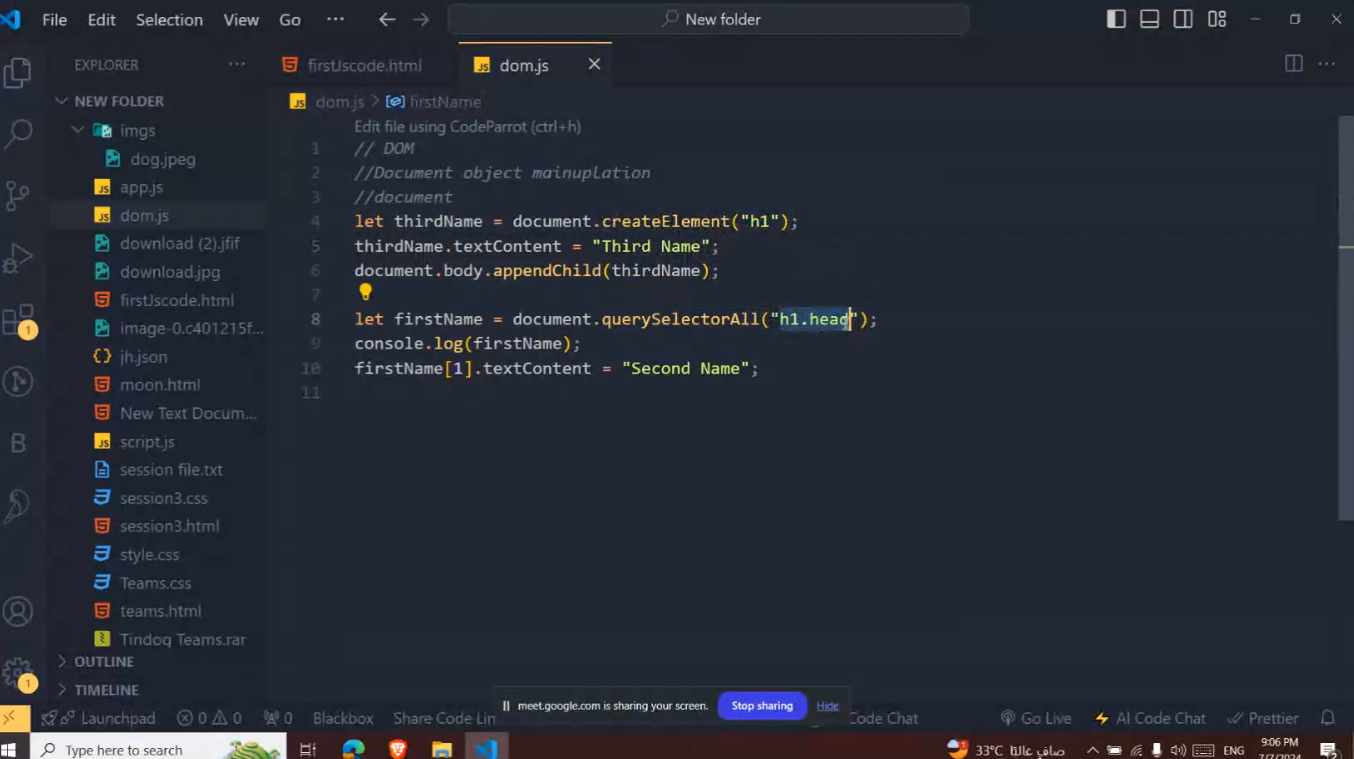 File Edit Selection View Go ··· New folder
EXPLORER ···
firstJscode.html
dom.js
NEW FOLDER
dom.js > firstName
imgs
Edit file using CodeParrot (ctrl+h)
dog.jpeg
1 // DOM
app.js
2 //Document object mainuplation
dom.js
3 //document
4 let thirdName = document.createElement("h1");
download (2).jfif
5 thirdName.textContent = "Third Name";
download.jpg
6 document.body.appendChild(thirdName);
firstJscode.html
7
image-0.c401215f...
8 let firstName = document.querySelectorAll("h1.head");
jh.json
9 console.log(firstName);
moon.html
10 firstName[1].textContent = "Second Name";
New Text Docum...
11
script.js
session file.txt
session3.css
session3.html
style.css
Teams.css
teams.html
Tindoq Teams.rar
OUTLINE
TIMELINE
1
1
B
meet.google.com is sharing your screen. Stop sharing Hide
Launchpad 0 0 0 Blackbox Share Code Lin Code Chat Go Live AI Code Chat Prettier
Type here to search 33°C صافٍ غالبًا ENG 9:06 PM
7/7/2024
2